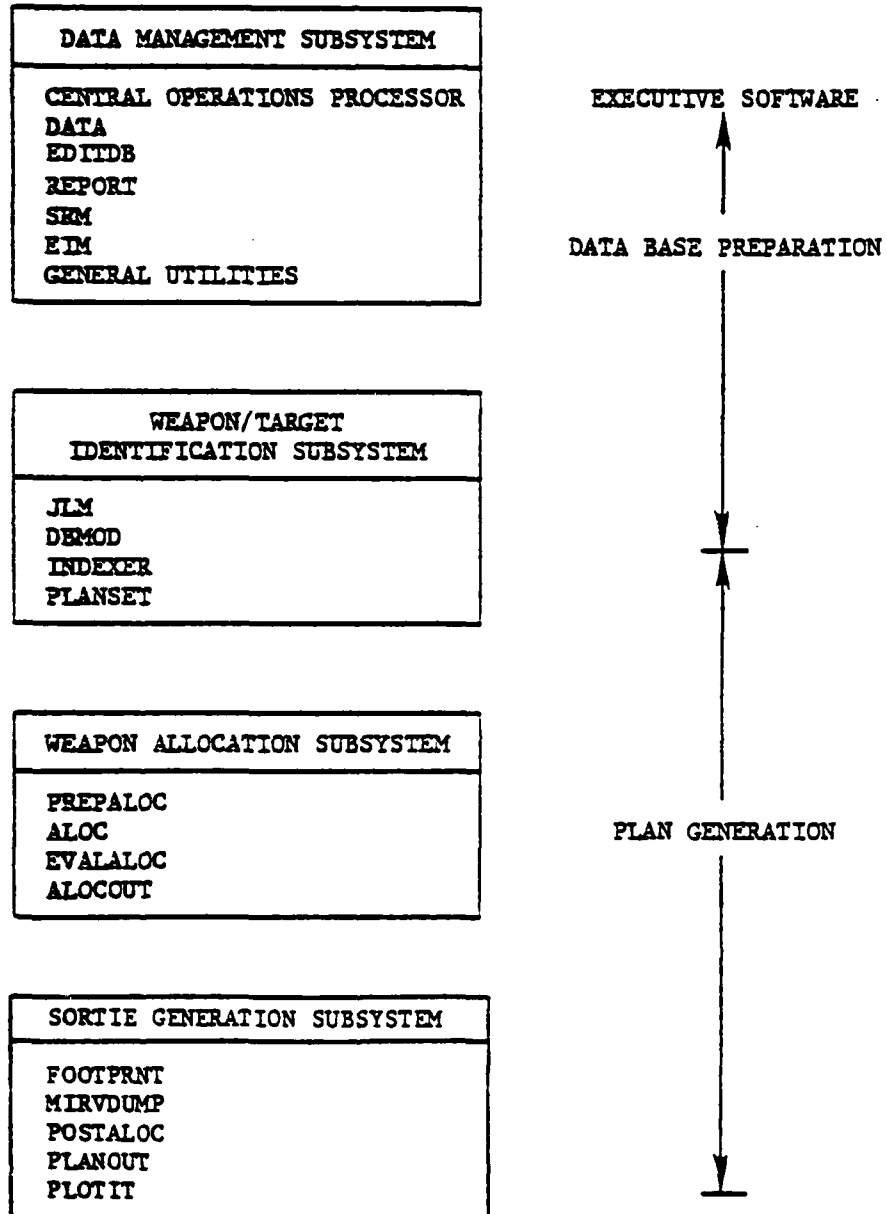 DATA MANAGEMENT SUBSYSTEM
CENTRAL OPERATIONS PROCESSOR
DATA
EDITDB
REPORT
SRM
EIM
GENERAL UTILITIES
EXECUTIVE SOFTWARE
DATA BASE PREPARATION
WEAPON/TARGET
IDENTIFICATION SUBSYSTEM
JLM
DBMOD
INDEXER
PLANSET
WEAPON ALLOCATION SUBSYSTEM
PREPALOC
ALOC
EVALALOC
ALOCOUT
PLAN GENERATION
SORTIE GENERATION SUBSYSTEM
FOOTPRNT
MIRVDUMP
POSTALOC
PLANOUT
PLOTIT